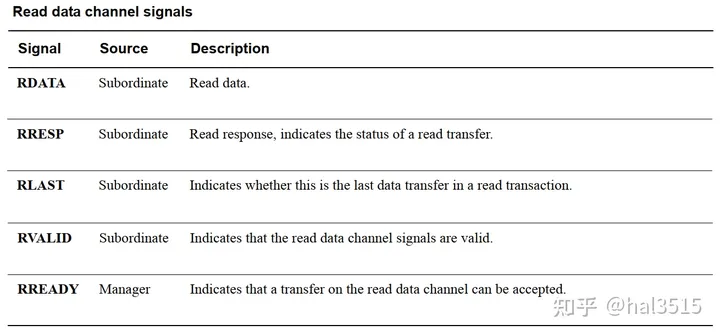 Read data channel signals
Signal Source Description
RDATA Subordinate Read data.
RRESP Subordinate Read response, indicates the status of a read transfer.
RLAST Subordinate Indicates whether this is the last data transfer in a read transaction.
RVALID Subordinate Indicates that the read data channel signals are valid.
RREADY Manager Indicates that a transfer on the read data channel can be accepted.
知乎 @hal3515